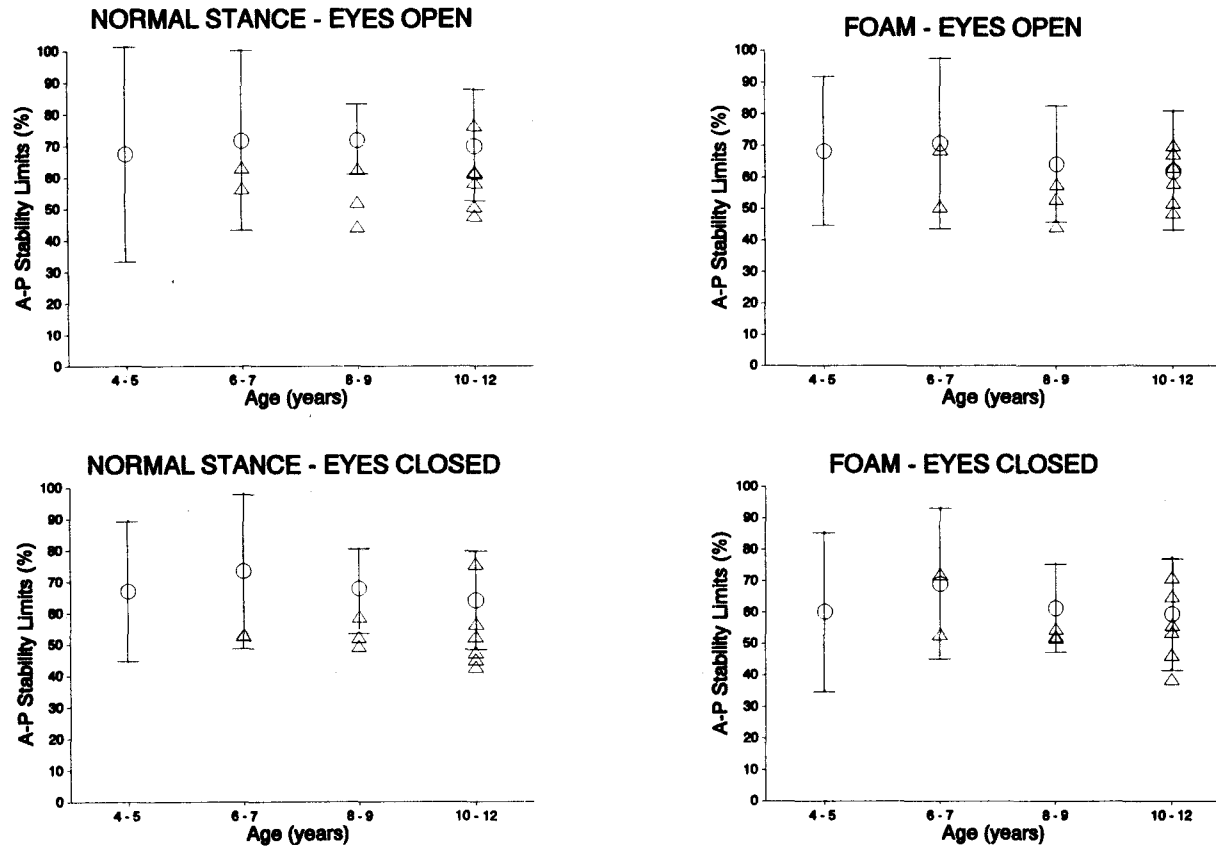 NORMAL STANCE - EYES OPEN
A-P Stability Limits (%)
100
90
80
70
60
50
40
30
20
10
0
4 - 5
6 - 7
8 - 9
10 - 12
Age (years)
FOAM - EYES OPEN
A-P Stability Limits (%)
100
90
80
70
60
50
40
30
20
10
0
4 - 5
6 - 7
8 - 9
10 - 12
Age (years)
NORMAL STANCE - EYES CLOSED
A-P Stability Limits (%)
100
90
80
70
60
50
40
30
20
10
0
4 - 5
6 - 7
8 - 9
10 - 12
Age (years)
FOAM - EYES CLOSED
A-P Stability Limits (%)
100
90
80
70
60
50
40
30
20
10
0
4 - 5
6 - 7
8 - 9
10 - 12
Age (years)